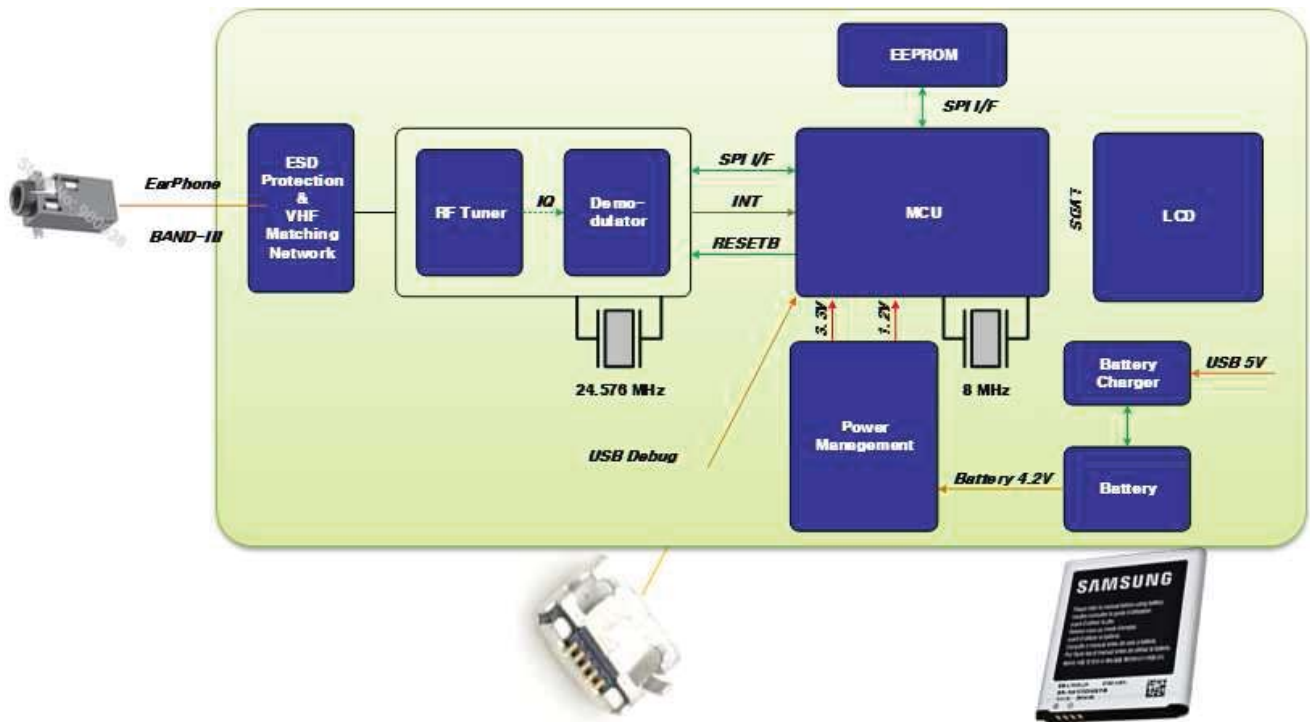 EEPROM
SPI I/F
ESD
Protection
&
VHF
Matching
Network
EarPhone
BAND-III
RF Tuner
IQ
Demo-
dulator
SPI I/F
INT
RESETB
MCU
LVDS
LCD
3.3V
1.2V
24.576 MHz
8 MHz
Battery
Charger
USB 5V
Power
Management
USB Debug
Battery 4.2V
Battery
SAMSUNG